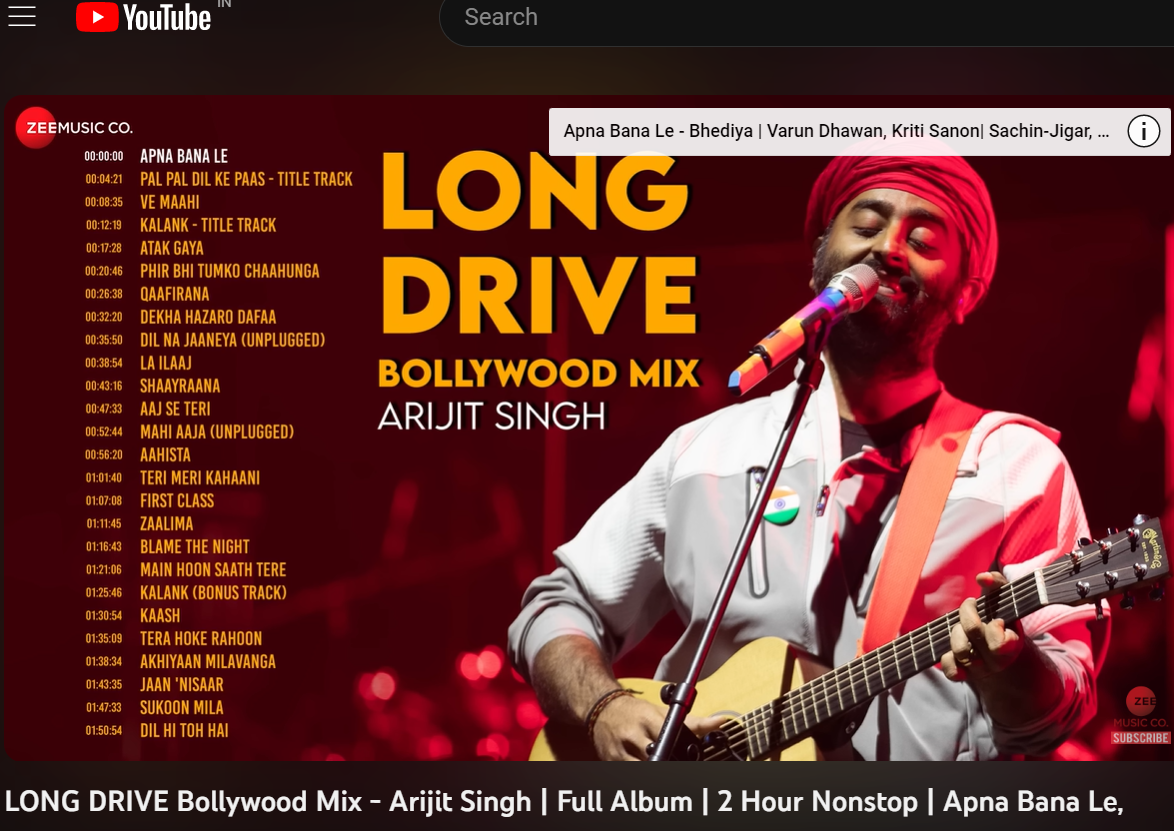 YouTube IN
Search
ZEE MUSIC CO.
Apna Bana Le - Bhediya | Varun Dhawan, Kriti Sanon| Sachin-Jigar, ...
i
00:00:00 APNA BANA LE
00:04:21 PAL PAL DIL KE PAAS - TITLE TRACK
00:08:35 VE MAAHI
00:12:19 KALANK - TITLE TRACK
00:17:28 ATAK GAYA
00:20:46 PHIR BHI TUMKO CHAAHUNGA
00:26:38 QAAFIRANA
00:32:20 DEKHA HAZARO DAFAA
00:35:50 DIL NA JAANEYA (UNPLUGGED)
00:38:54 LA ILAAJ
00:43:16 SHAAYRAANA
00:47:33 AAJ SE TERI
00:52:44 MAHI AAJA (UNPLUGGED)
00:56:20 AAHISTA
01:01:40 TERI MERI KAHAANI
01:07:08 FIRST CLASS
01:11:45 ZAALIMA
01:16:43 BLAME THE NIGHT
01:21:06 MAIN HOON SAATH TERE
01:25:46 KALANK (BONUS TRACK)
01:30:54 KAASH
01:35:09 TERA HOKE RAHOON
01:38:34 AKHIYAAN MILAVANGA
01:43:35 JAAN 'NISAAR
01:47:33 SUKOON MILA
01:50:54 DIL HI TOH HAI
LONG
DRIVE
BOLLYWOOD MIX
ARIJIT SINGH
ZEE
MUSIC CO.
SUBSCRIBE
LONG DRIVE Bollywood Mix - Arijit Singh | Full Album | 2 Hour Nonstop | Apna Bana Le,